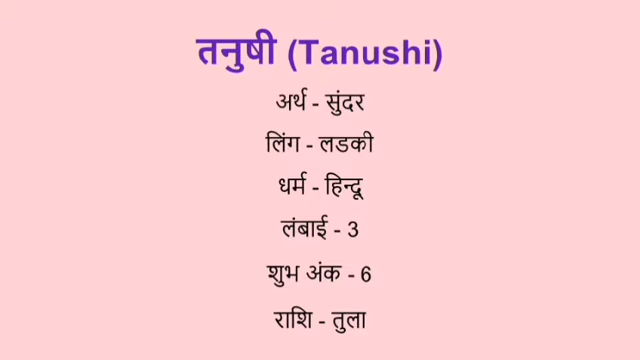 तनुषी (Tanushi)
अर्थ - सुंदर
लिंग - लडकी
धर्म - हिन्दू
लंबाई - 3
शुभ अंक - 6
राशि - तुला